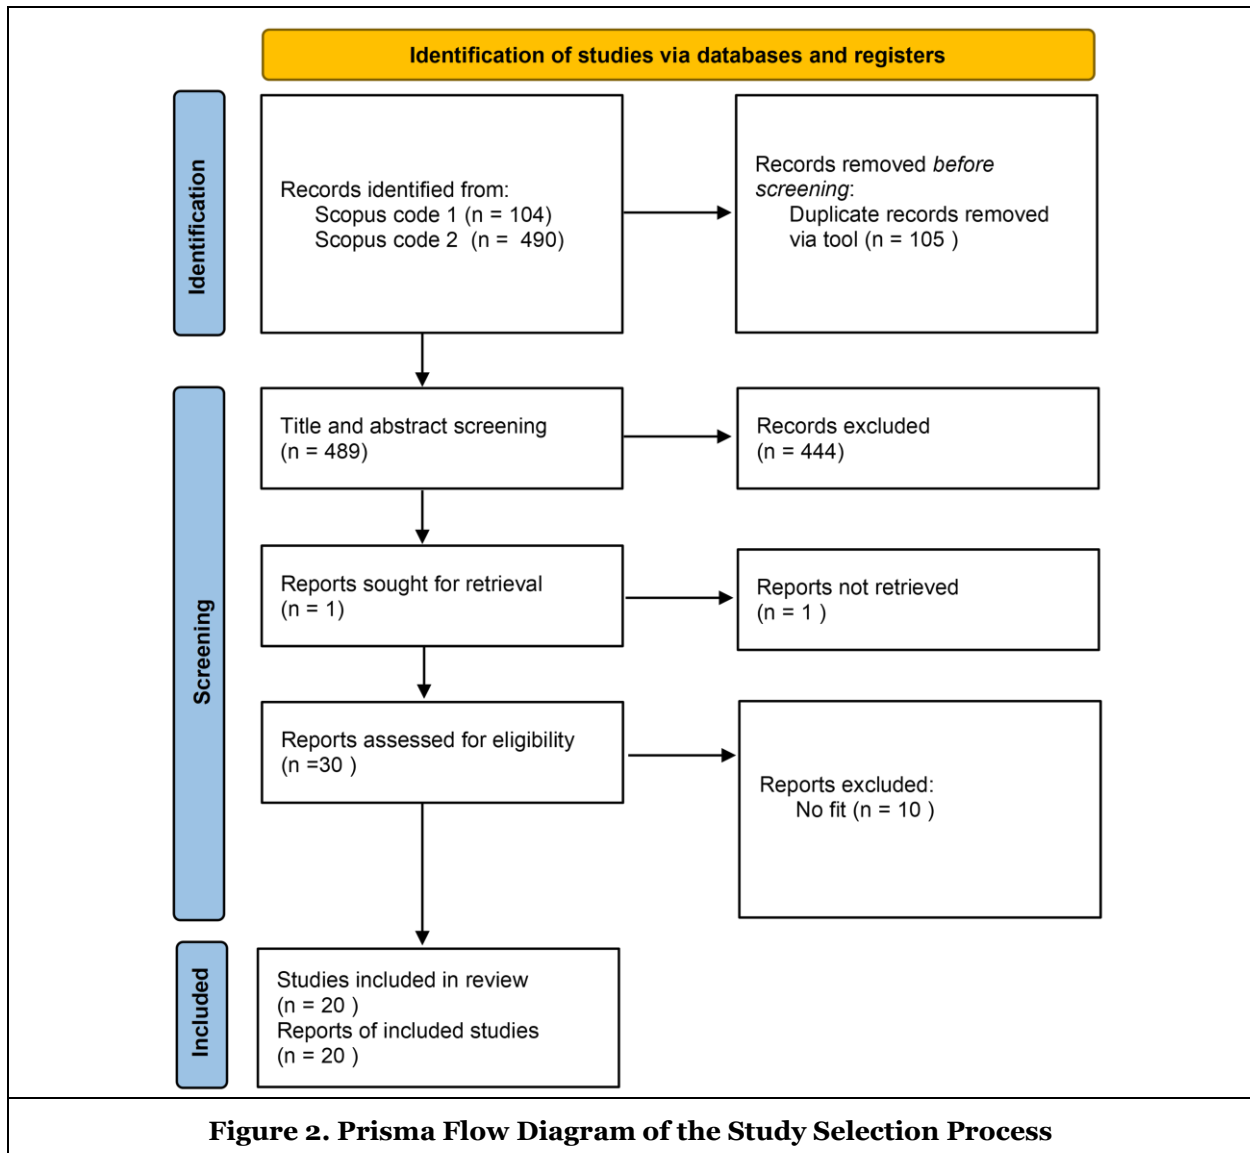 Identification of studies via databases and registers
Identification
Records identified from:
Scopus code 1 (n = 104)
Scopus code 2 (n = 490)
Records removed before
screening:
Duplicate records removed
via tool (n = 105 )
Screening
Title and abstract screening
(n = 489)
Records excluded
(n = 444)
Reports sought for retrieval
(n = 1)
Reports not retrieved
(n = 1 )
Reports assessed for eligibility
(n =30 )
Reports excluded:
No fit (n = 10 )
Included
Studies included in review
(n = 20 )
Reports of included studies
(n = 20 )
Figure 2. Prisma Flow Diagram of the Study Selection Process